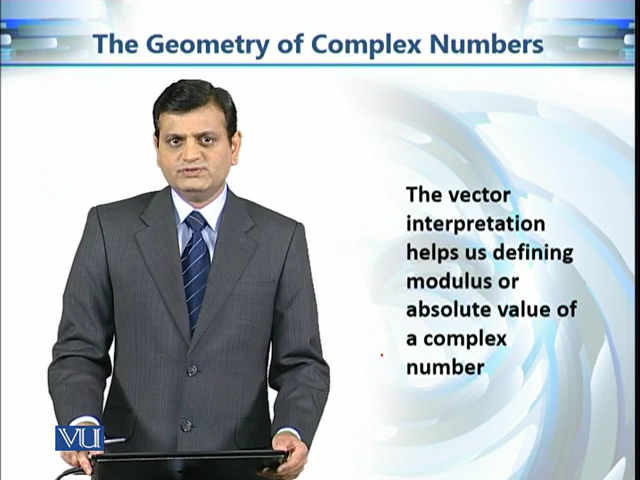 The Geometry of Complex Numbers
The vector
interpretation
helps us defining
modulus or
absolute value of
a complex
number
VU